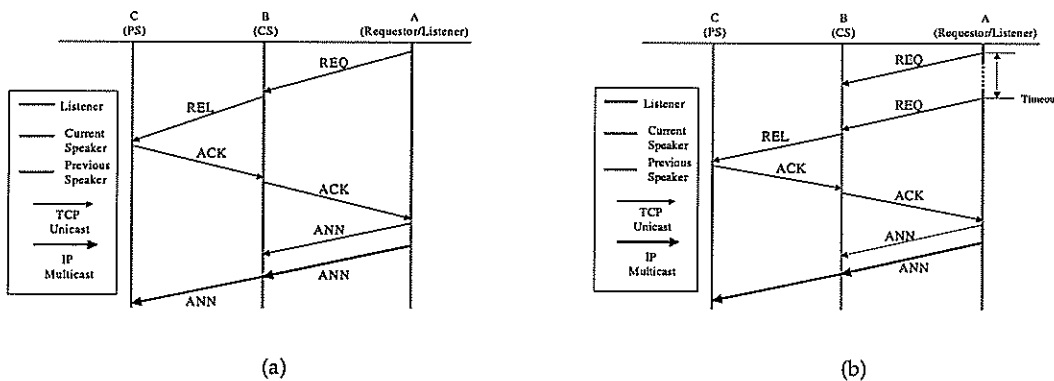 C
(PS)
B
(CS)
A
(Requestor/Listener)
REQ
REL
ACK
ACK
ANN
ANN
ANN
Listener
Current
Speaker
Previous
Speaker
TCP
Unicast
IP
Multicast
(a)
C
(PS)
B
(CS)
A
(Requestor/Listener)
REQ
Timeout
REQ
REL
ACK
ACK
ANN
ANN
Listener
Current
Speaker
Previous
Speaker
TCP
Unicast
IP
Multicast
(b)